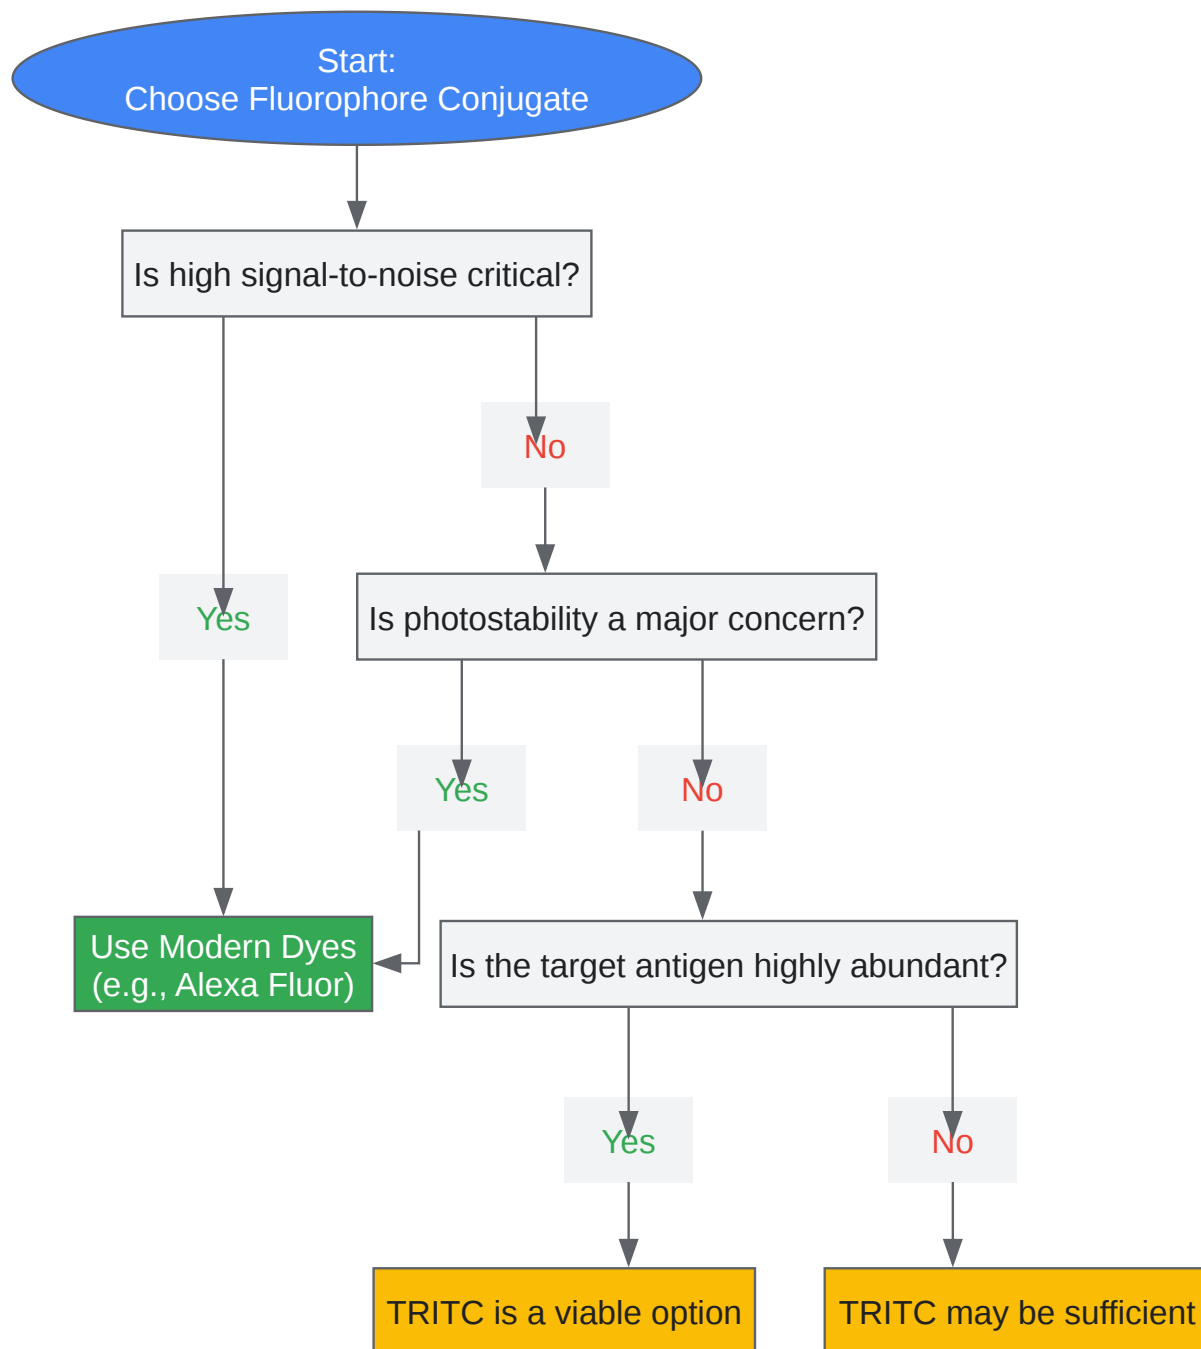 Start:
Choose Fluorophore Conjugate
Is high signal-to-noise critical?
No
Yes
Is photostability a major concern?
Yes
No
Use Modern Dyes
(e.g., Alexa Fluor)
Is the target antigen highly abundant?
Yes
No
TRITC is a viable option
TRITC may be sufficient